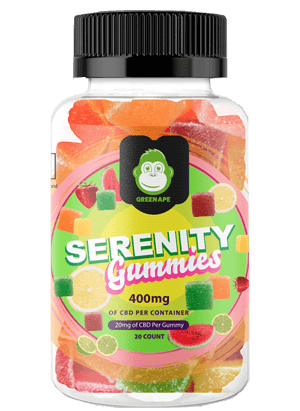 GREENAPE
SERENITY
Gummies
400mg
OF CBD PER CONTAINER
20mg of CBD Per Gummy
20 COUNT